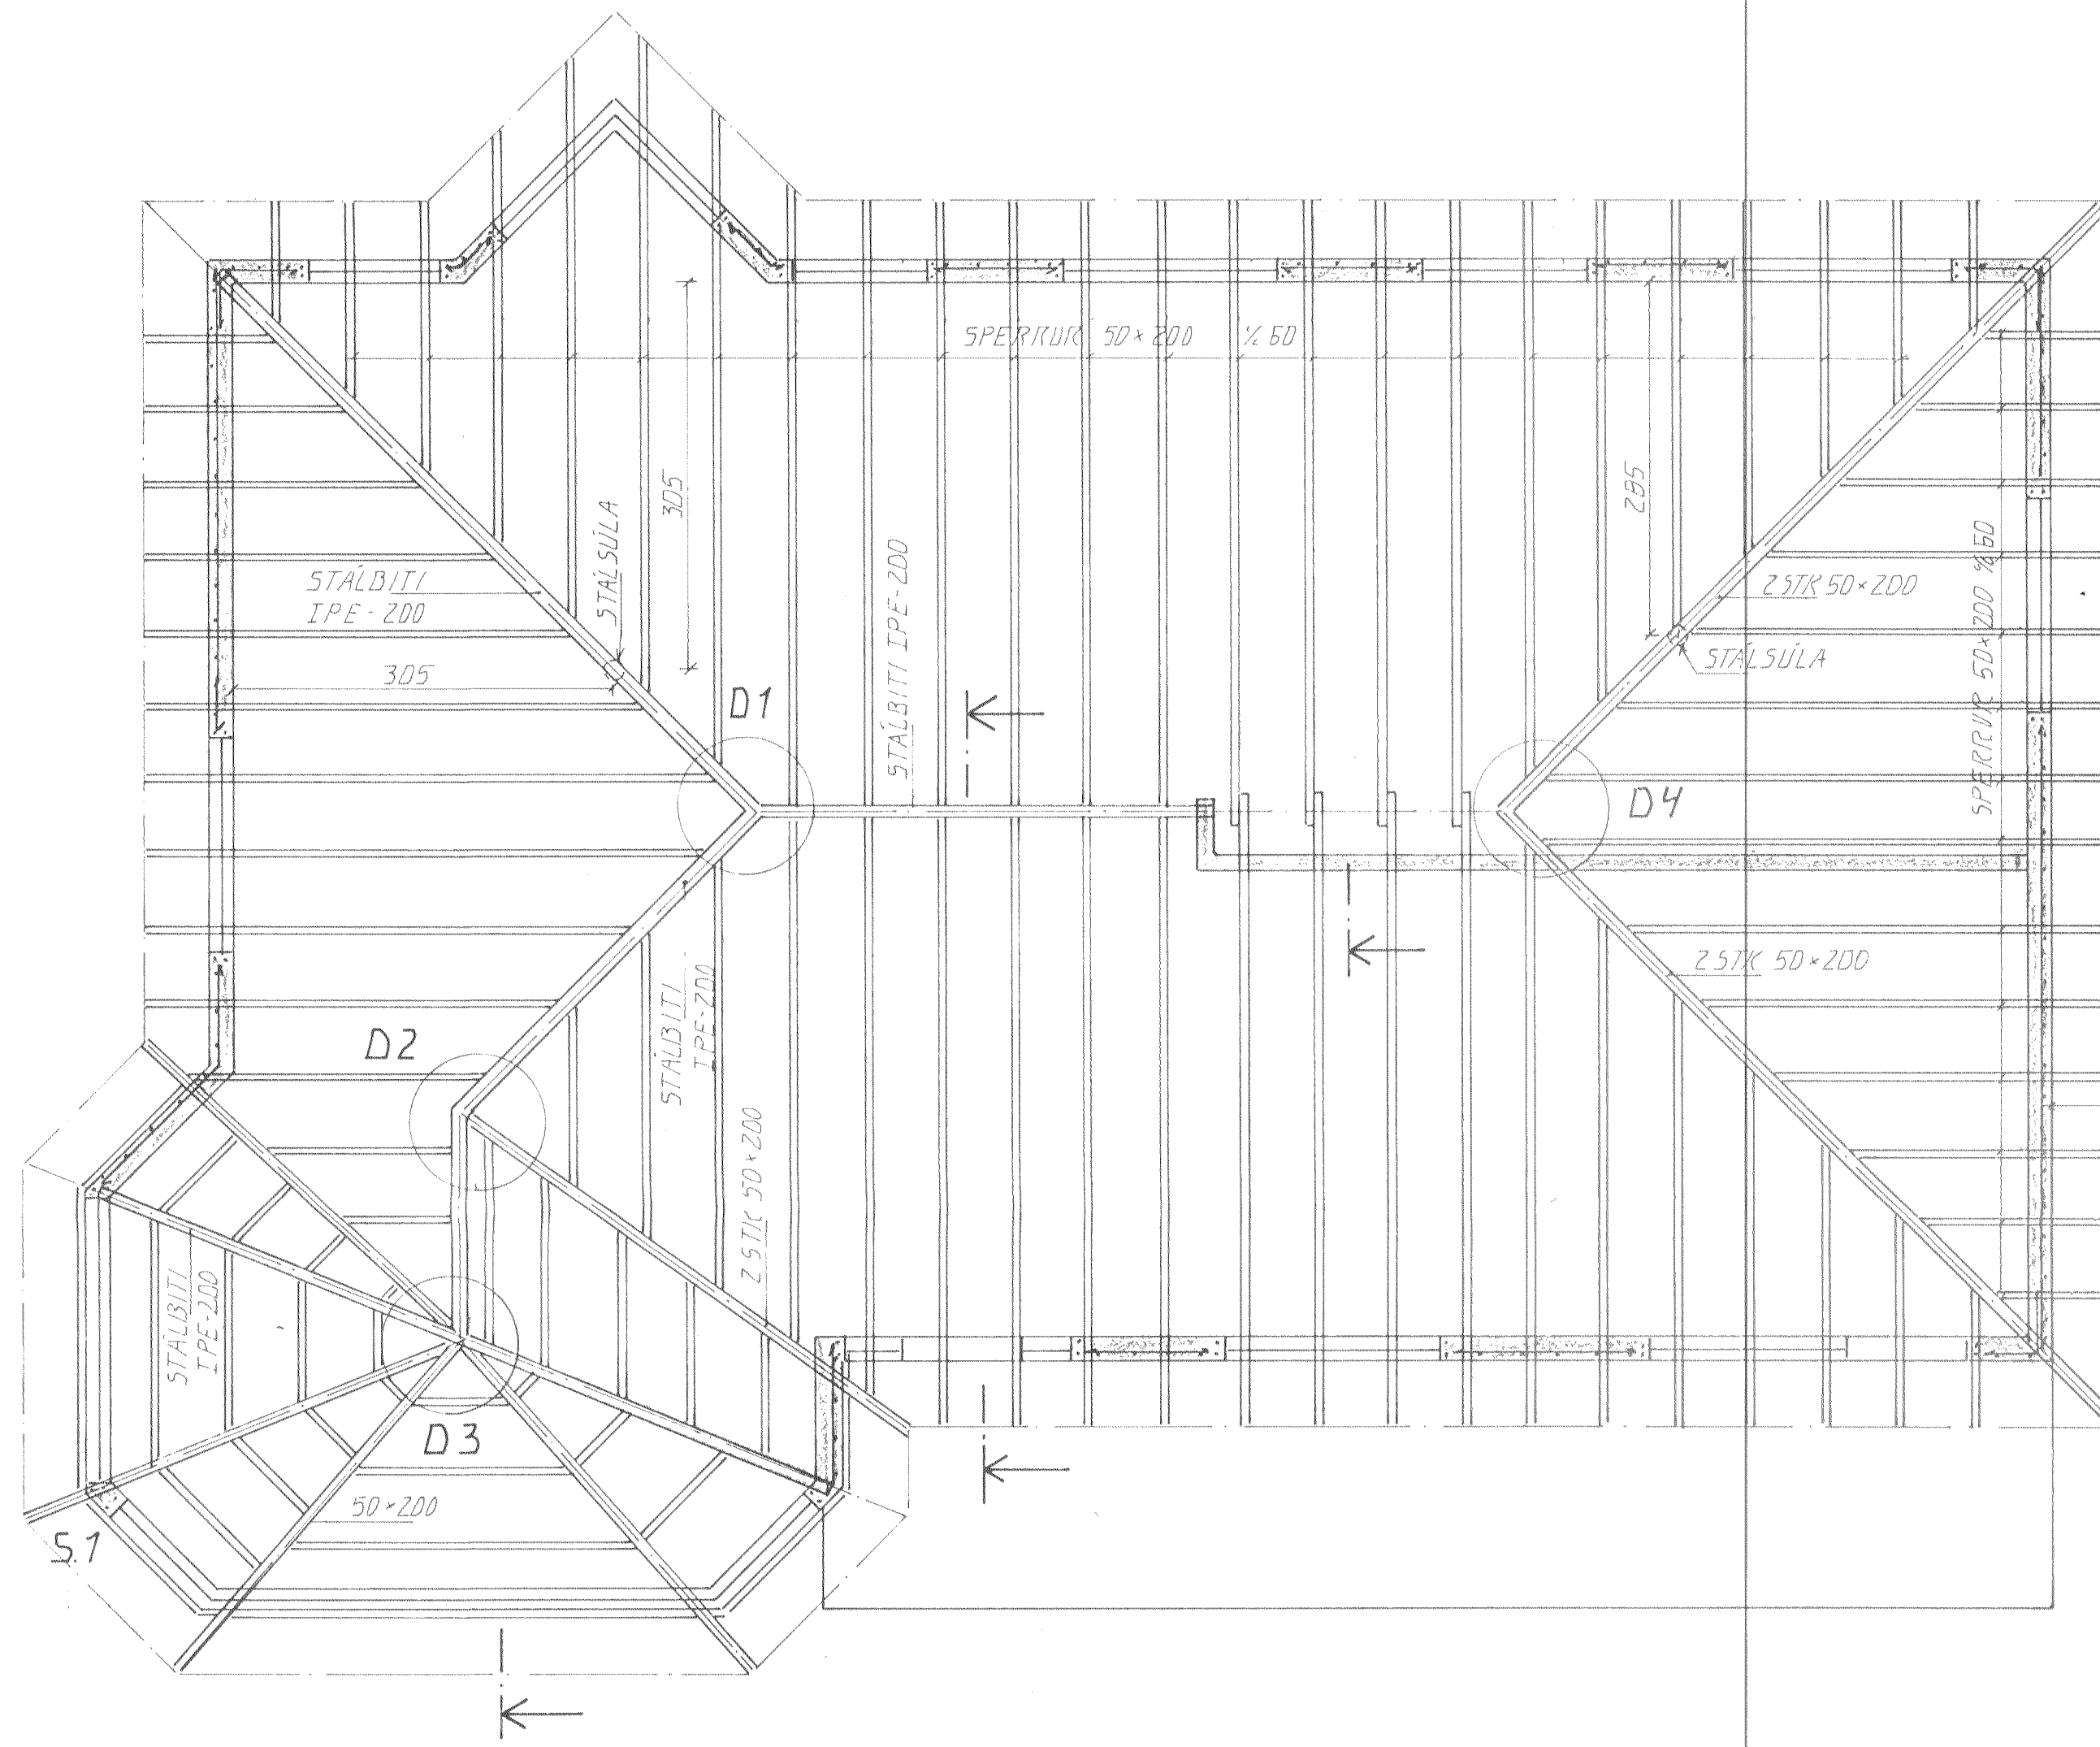 SPERRUR 50×200 % 60
305
STÁLSÚLA
285
STÁLBITI
IPE-200
305
STÁLBITI IPE-200
2 STK 50×200
SPERRUR 50×200 % 60
STÁLSÚLA
D1
D4
2 STK 50×200
STÁLBITI
IPE-200
D2
2 STK 50×200
STÁLBITI
IPE-200
D3
50×200
S.1